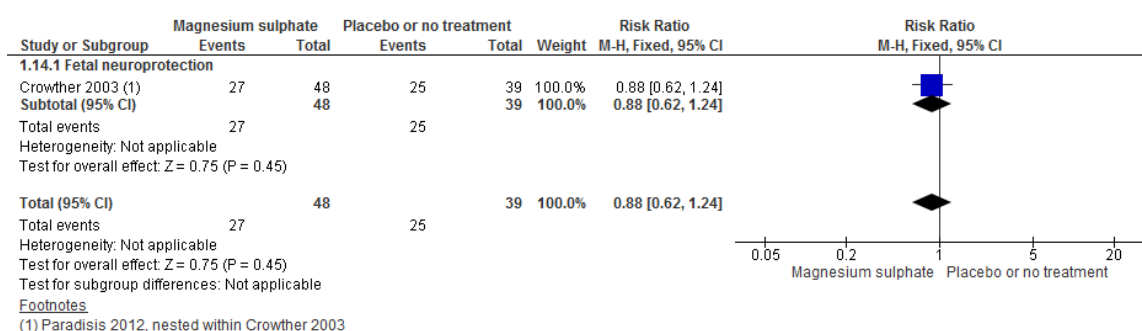 Magnesium sulphate Placebo or no treatment Risk Ratio Risk Ratio
Study or Subgroup Events Total Events Total Weight M-H, Fixed, 95% CI M-H, Fixed, 95% CI
1.14.1 Fetal neuroprotection
Crowther 2003 (1) 27 48 25 39 100.0% 0.88 [0.62, 1.24]
Subtotal (95% CI) 48 39 100.0% 0.88 [0.62, 1.24]
Total events 27 25
Heterogeneity: Not applicable
Test for overall effect: Z = 0.75 (P = 0.45)
Total (95% CI) 48 39 100.0% 0.88 [0.62, 1.24]
Total events 27 25
Heterogeneity: Not applicable
Test for overall effect: Z = 0.75 (P = 0.45)
Test for subgroup differences: Not applicable
0.05 0.2 1 5 20
Magnesium sulphate Placebo or no treatment
Footnotes
(1) Paradisis 2012, nested within Crowther 2003